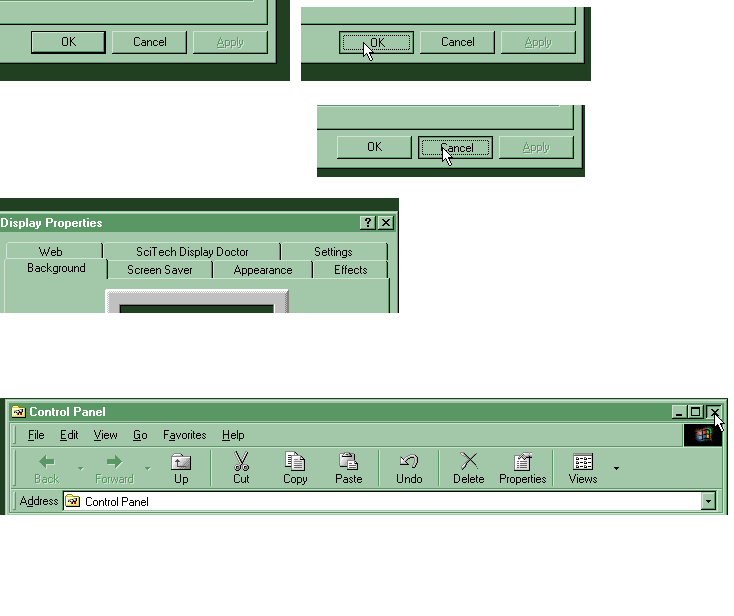 OK Cancel Apply
OK Cancel Apply
OK Cancel Apply
Display Properties
Web SciTech Display Doctor Settings
Background Screen Saver Appearance Effects
Control Panel
File Edit View Go Favorites Help
Back Forward Up Cut Copy Paste Undo Delete Properties Views
Address Control Panel